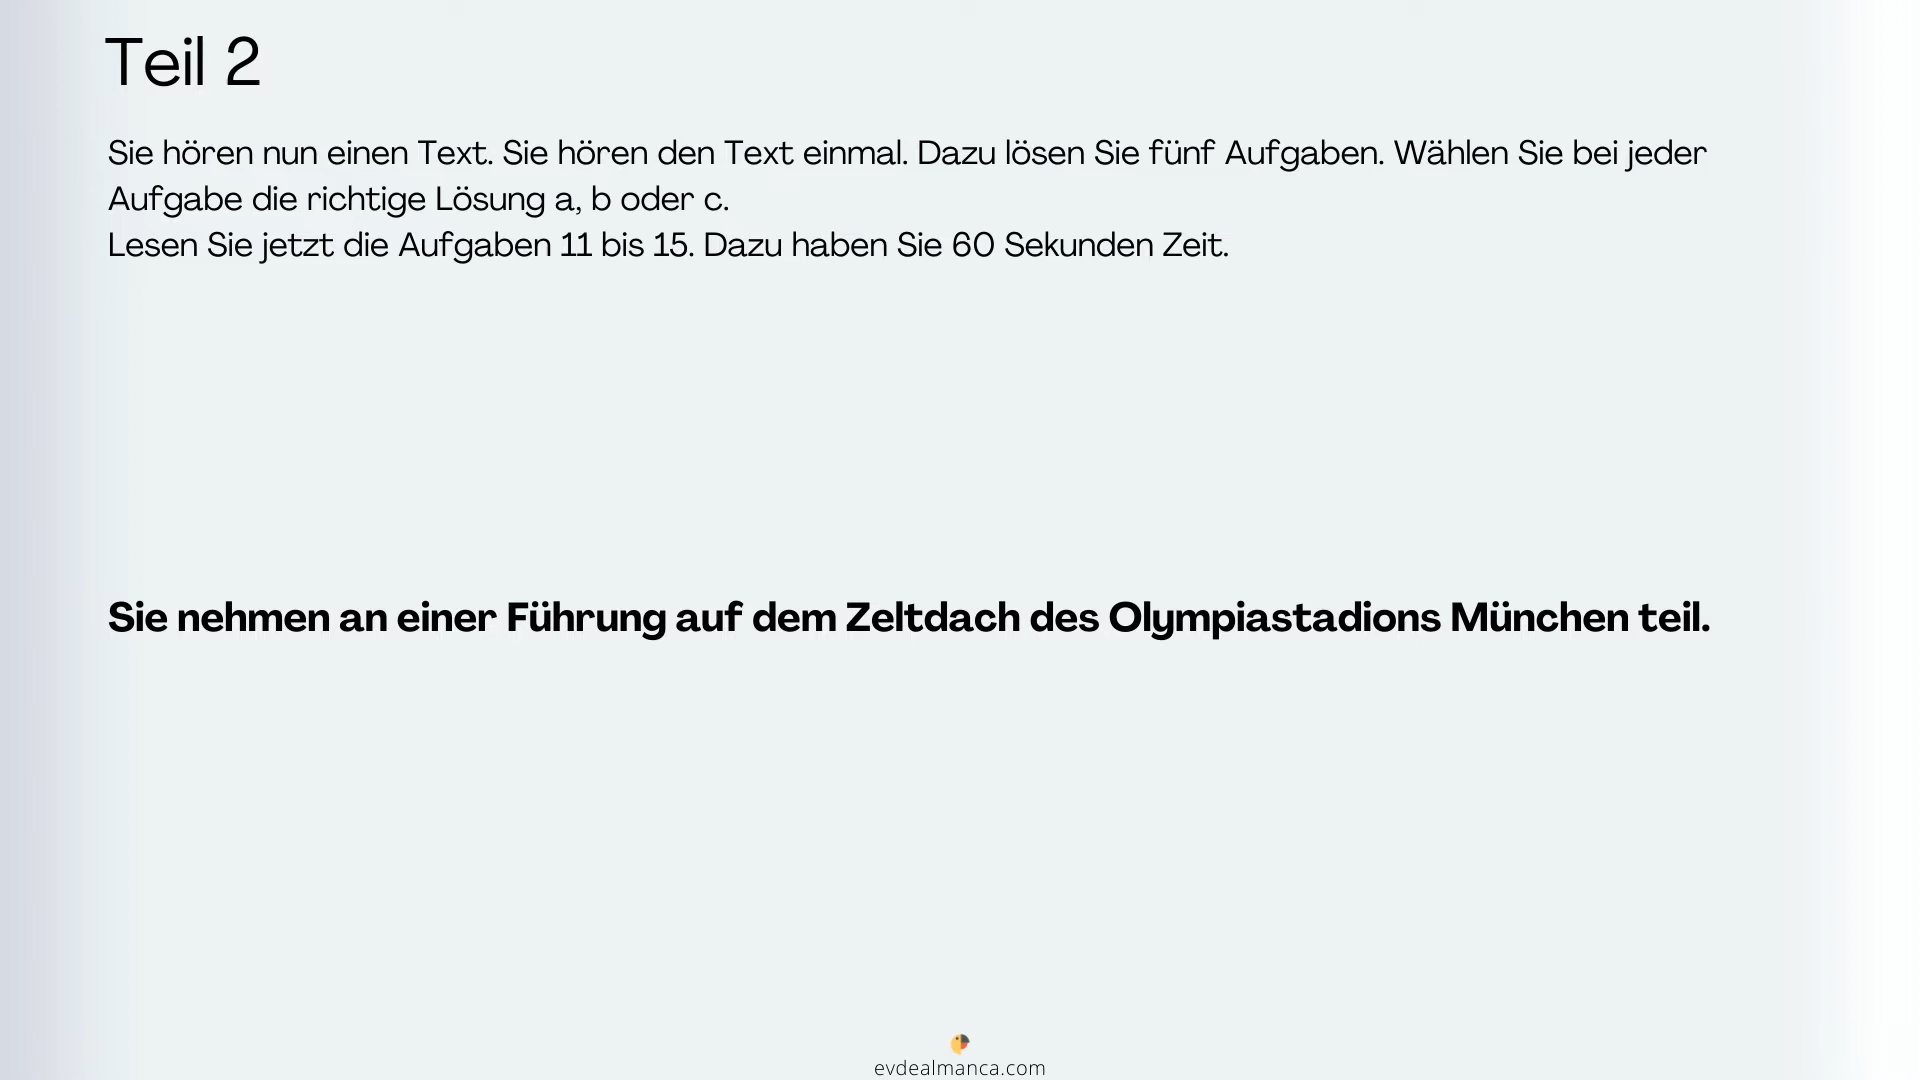 Teil 2
Sie hören nun einen Text. Sie hören den Text einmal. Dazu lösen Sie fünf Aufgaben. Wählen Sie bei jeder
Aufgabe die richtige Lösung a, b oder c.
Lesen Sie jetzt die Aufgaben 11 bis 15. Dazu haben Sie 60 Sekunden Zeit.
Sie nehmen an einer Führung auf dem Zeltdach des Olympiastadions München teil.
evdealmanca.com